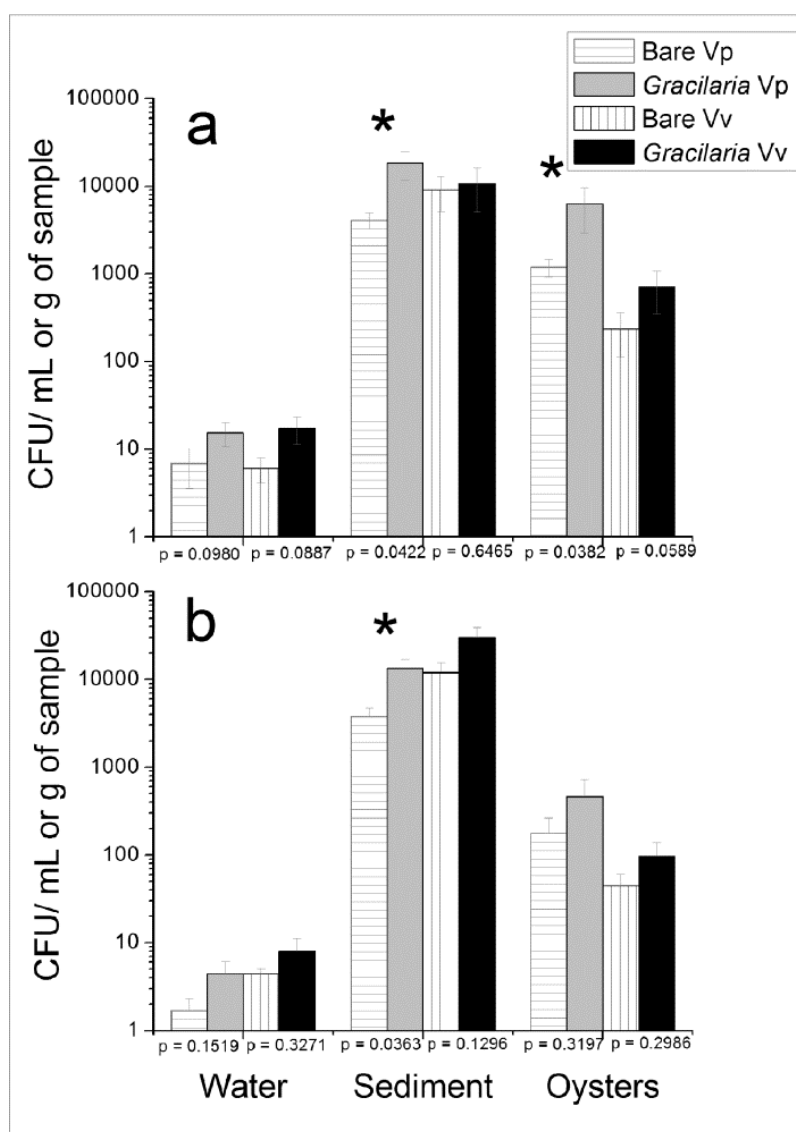 Bare Vp
Gracilaria Vp
Bare Vv
Gracilaria Vv
a
*
*
100000
10000
1000
100
10
1
CFU/ mL or g of sample
p = 0.0980 p = 0.0887 p = 0.0422 p = 0.6465 p = 0.0382 p = 0.0589
b
*
100000
10000
1000
100
10
1
CFU/ mL or g of sample
p = 0.1519 p = 0.3271 p = 0.0363 p = 0.1296 p = 0.3197 p = 0.2986
Water Sediment Oysters